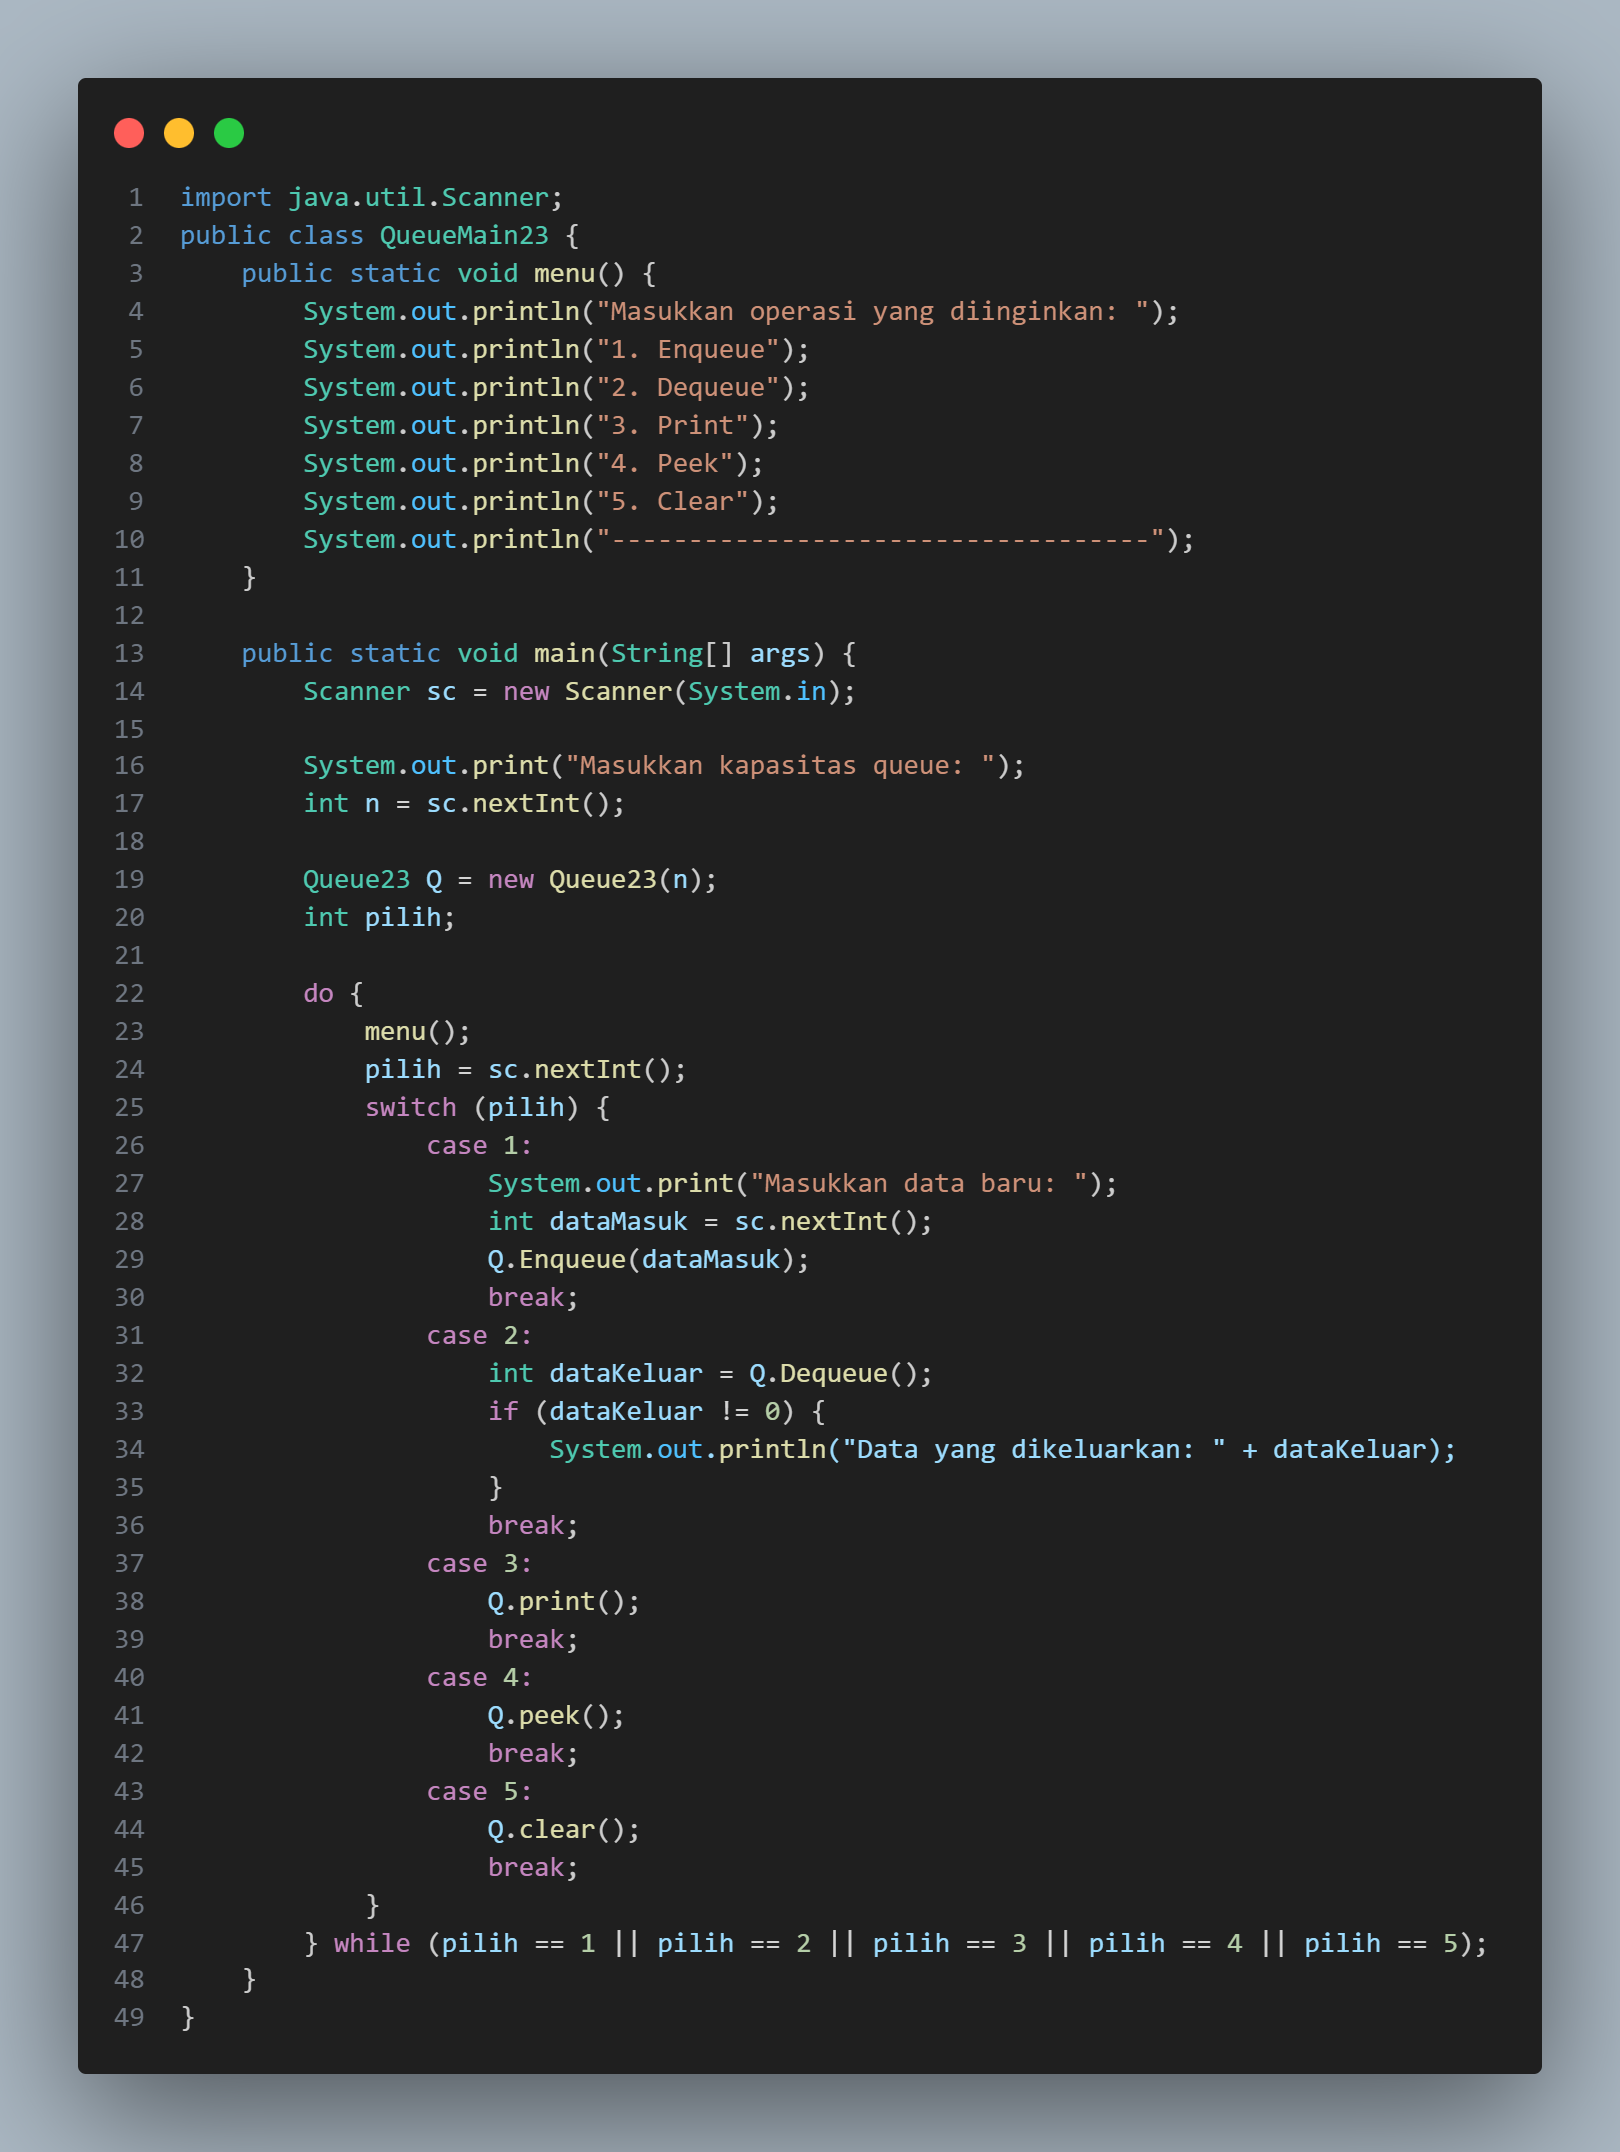 1 import java.util.Scanner;
2 public class QueueMain23 {
3     public static void menu() {
4         System.out.println("Masukkan operasi yang diinginkan: ");
5         System.out.println("1. Enqueue");
6         System.out.println("2. Dequeue");
7         System.out.println("3. Print");
8         System.out.println("4. Peek");
9         System.out.println("5. Clear");
10         System.out.println("-----------------------------------");
11     }
12
13     public static void main(String[] args) {
14         Scanner sc = new Scanner(System.in);
15
16         System.out.print("Masukkan kapasitas queue: ");
17         int n = sc.nextInt();
18
19         Queue23 Q = new Queue23(n);
20         int pilih;
21
22         do {
23             menu();
24             pilih = sc.nextInt();
25             switch (pilih) {
26                 case 1:
27                     System.out.print("Masukkan data baru: ");
28                     int dataMasuk = sc.nextInt();
29                     Q.Enqueue(dataMasuk);
30                     break;
31                 case 2:
32                     int dataKeluar = Q.Dequeue();
33                     if (dataKeluar != 0) {
34                         System.out.println("Data yang dikeluarkan: " + dataKeluar);
35                     }
36                     break;
37                 case 3:
38                     Q.print();
39                     break;
40                 case 4:
41                     Q.peek();
42                     break;
43                 case 5:
44                     Q.clear();
45                     break;
46             }
47         } while (pilih == 1 || pilih == 2 || pilih == 3 || pilih == 4 || pilih == 5);
48     }
49 }